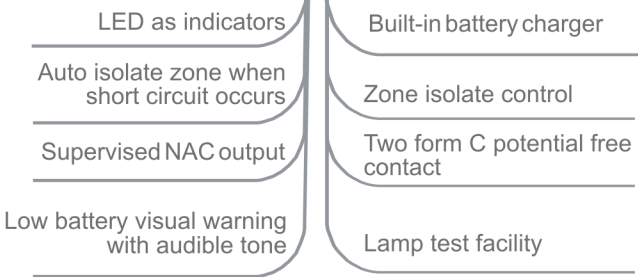 LED as indicators
Auto isolate zone when
short circuit occurs
Supervised NAC output
Low battery visual warning
with audible tone
Built-in battery charger
Zone isolate control
Two form C potential free
contact
Lamp test facility